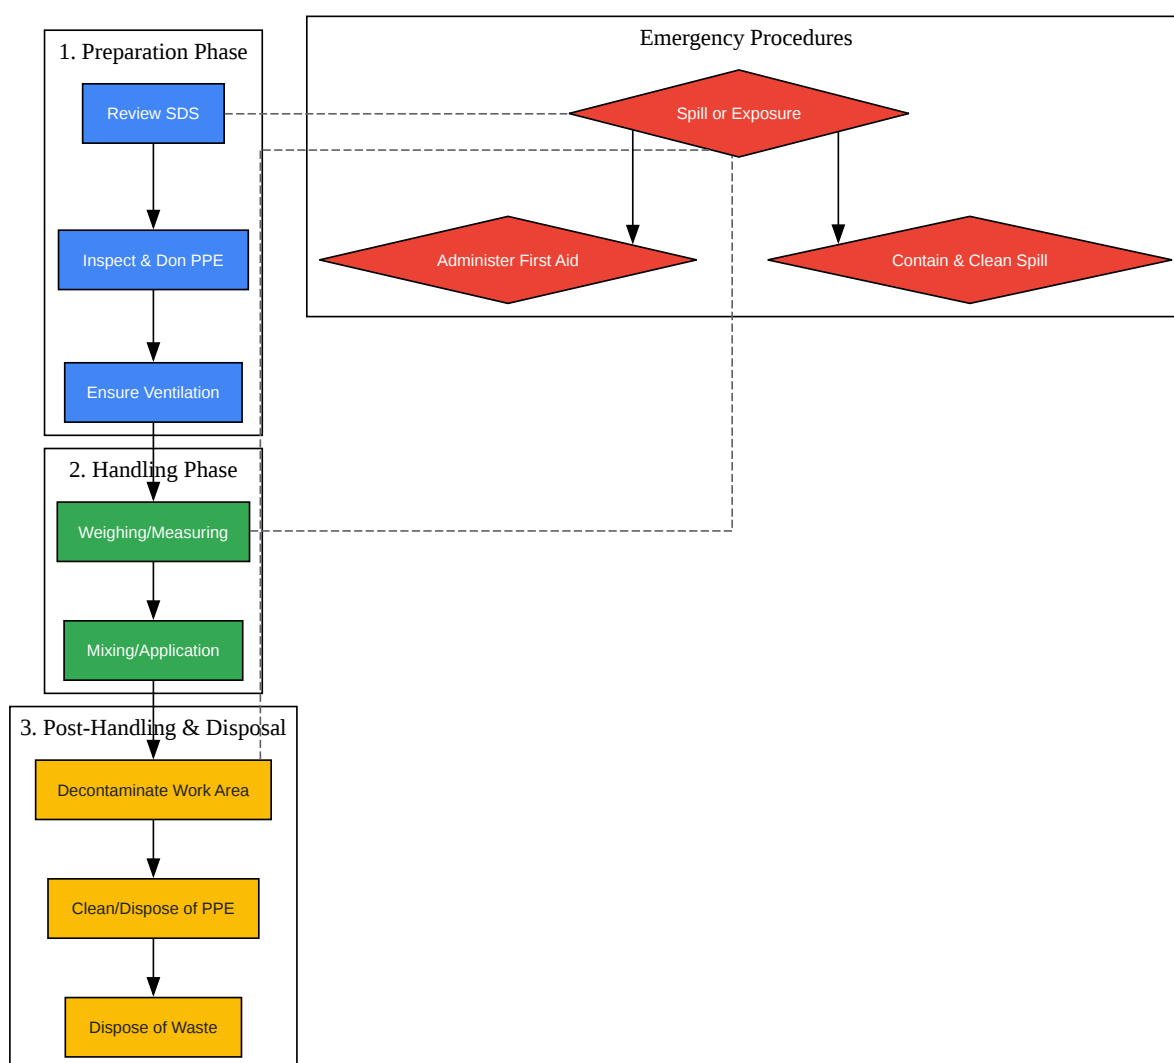 1. Preparation Phase
Review SDS
Inspect & Don PPE
Ensure Ventilation
2. Handling Phase
Weighing/Measuring
Mixing/Application
3. Post-Handling & Disposal
Decontaminate Work Area
Clean/Dispose of PPE
Dispose of Waste
Emergency Procedures
Spill or Exposure
Administer First Aid
Contain & Clean Spill